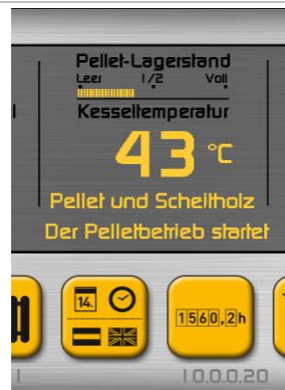 Pellet-Lagerstand
Leer 1/2 Voll
Kesseltemperatur
43 °C
Pellet und Scheitholz
Der Pelletbetrieb startet
14.
1560,2h
10.0.0.20